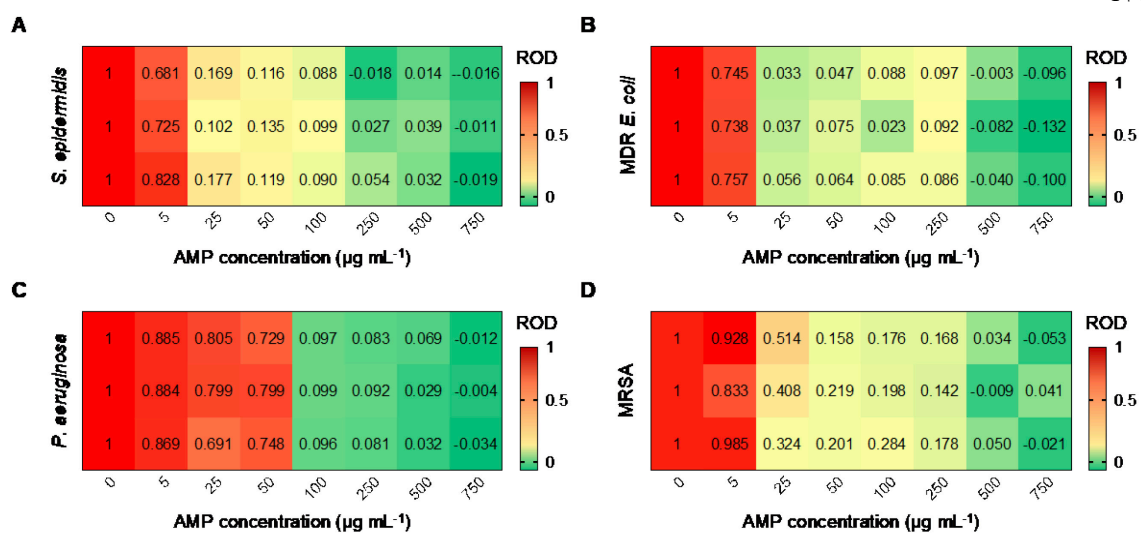 A
S. epidermidis
1 0.681 0.169 0.116 0.088 -0.018 0.014 --0.016
1 0.725 0.102 0.135 0.099 0.027 0.039 -0.011
1 0.828 0.177 0.119 0.090 0.054 0.032 -0.019
0 5 25 50 100 250 500 750
AMP concentration (µg mL-1)
ROD
1
0.5
0
B
MDR E. coli
1 0.745 0.033 0.047 0.088 0.097 -0.003 -0.096
1 0.738 0.037 0.075 0.023 0.092 -0.082 -0.132
1 0.757 0.056 0.064 0.085 0.086 -0.040 -0.100
0 5 25 50 100 250 500 750
AMP concentration (µg mL-1)
ROD
1
0.5
0
C
P. aeruginosa
1 0.885 0.805 0.729 0.097 0.083 0.069 -0.012
1 0.884 0.799 0.799 0.099 0.092 0.029 -0.004
1 0.869 0.691 0.748 0.096 0.081 0.032 -0.034
0 5 25 50 100 250 500 750
AMP concentration (µg mL-1)
ROD
1
0.5
0
D
MRSA
1 0.928 0.514 0.158 0.176 0.168 0.034 -0.053
1 0.833 0.408 0.219 0.198 0.142 -0.009 0.041
1 0.985 0.324 0.201 0.284 0.178 0.050 -0.021
0 5 25 50 100 250 500 750
AMP concentration (µg mL-1)
ROD
1
0.5
0